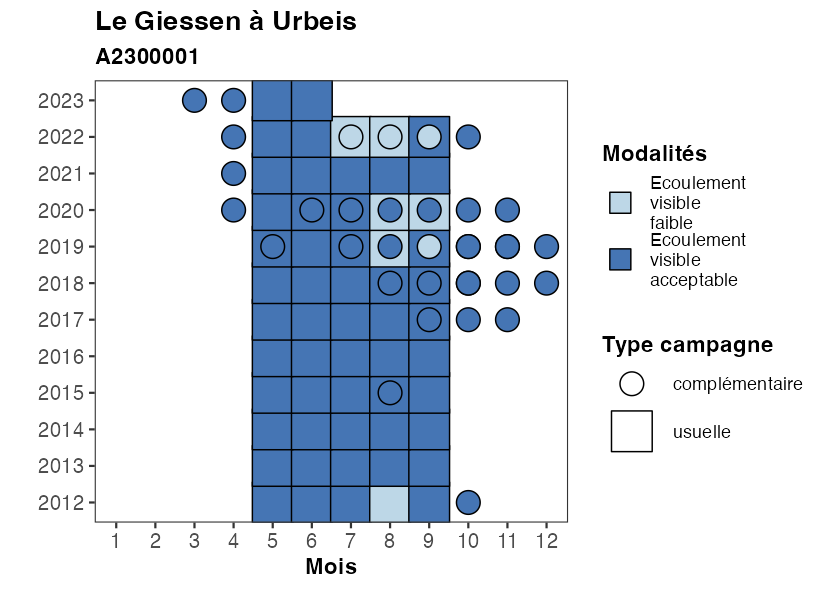 Le Giessen à Urbeis
A2300001
2023
2022
2021
2020
2019
2018
2017
2016
2015
2014
2013
2012
1 2 3 4 5 6 7 8 9 10 11 12
Mois
Modalités
Ecoulement
visible
faible
Ecoulement
visible
acceptable
Type campagne
complémentaire
usuelle